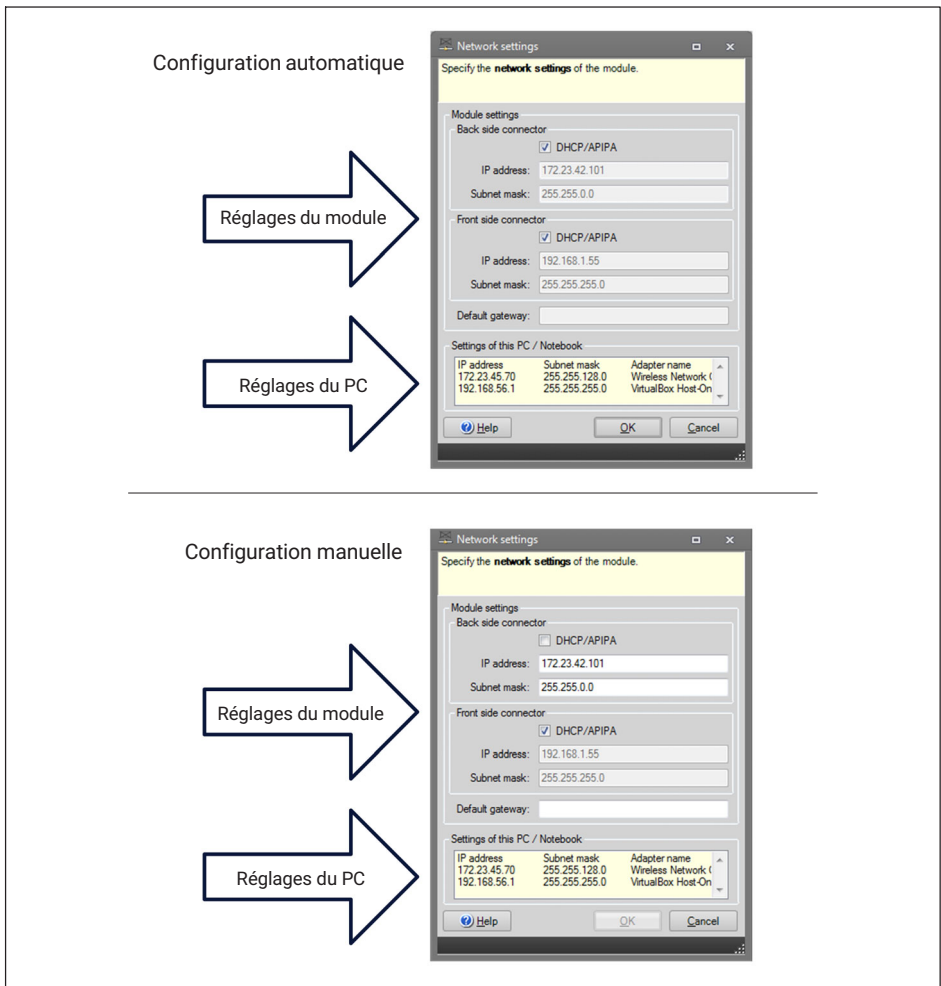 Configuration automatique
Network settings
Specify the network settings of the module.
Module settings
Back side connector
DHCP/APIPA
IP address: 172.23.42.101
Subnet mask: 255.255.0.0
Réglages du module
Front side connector
DHCP/APIPA
IP address: 192.168.1.55
Subnet mask: 255.255.255.0
Default gateway:
Réglages du PC
Settings of this PC / Notebook
IP address Subnet mask Adapter name
172.23.45.70 255.255.128.0 Wireless Network (
192.168.56.1 255.255.255.0 VirtualBox Host-On
Help OK Cancel
Configuration manuelle
Network settings
Specify the network settings of the module.
Module settings
Back side connector
DHCP/APIPA
IP address: 172.23.42.101
Subnet mask: 255.255.0.0
Réglages du module
Front side connector
DHCP/APIPA
IP address: 192.168.1.55
Subnet mask: 255.255.255.0
Default gateway:
Réglages du PC
Settings of this PC / Notebook
IP address Subnet mask Adapter name
172.23.45.70 255.255.128.0 Wireless Network (
192.168.56.1 255.255.255.0 VirtualBox Host-On
Help OK Cancel